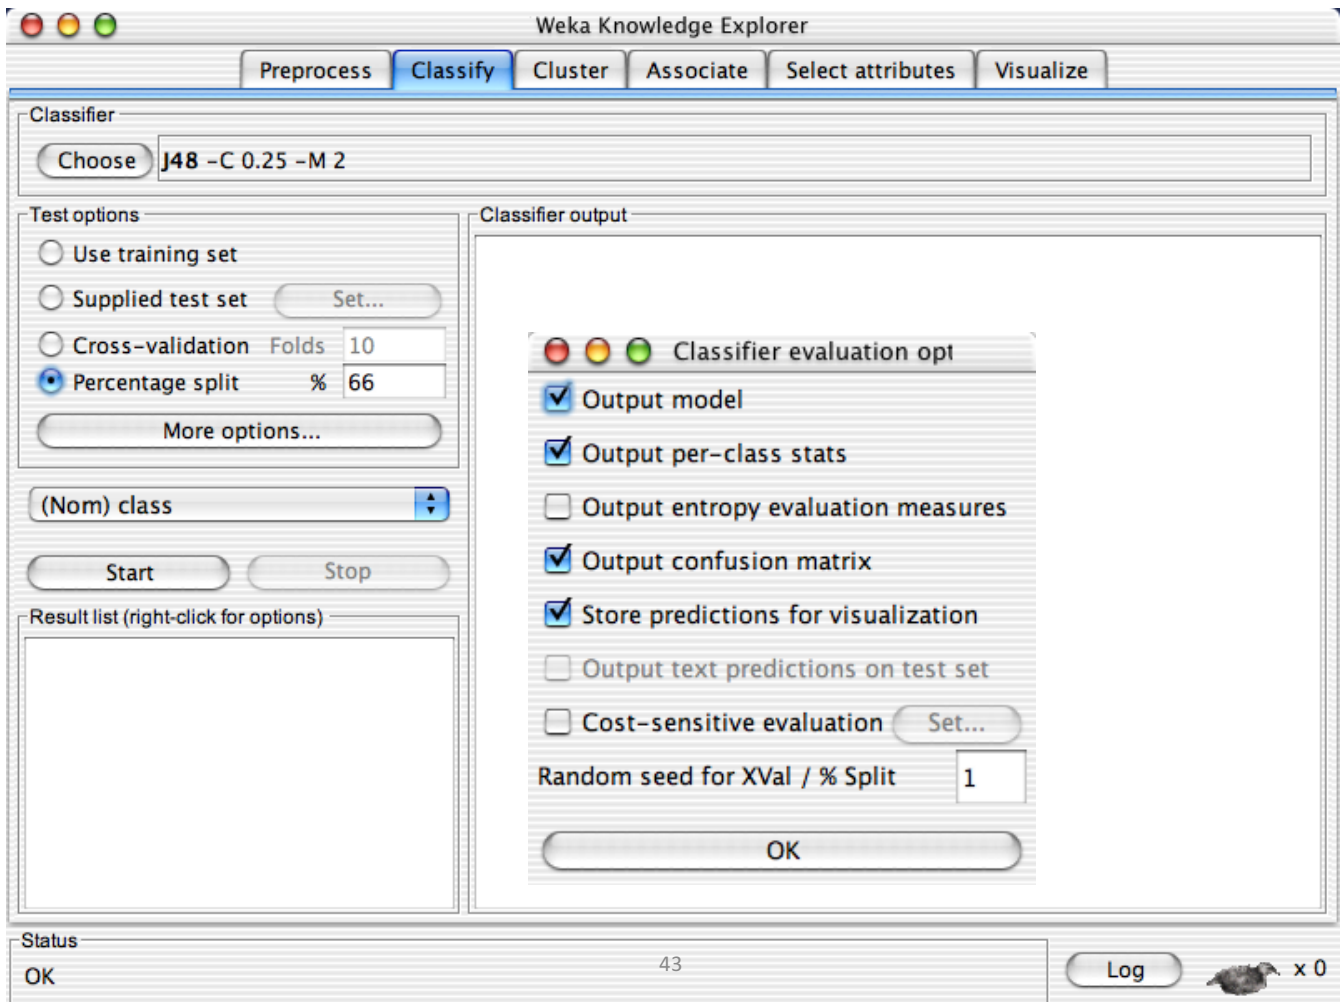 Weka Knowledge Explorer
Preprocess Classify Cluster Associate Select attributes Visualize
Classifier
Choose J48 -C 0.25 -M 2
Test options
Use training set
Supplied test set Set...
Cross-validation Folds 10
Percentage split % 66
More options...
(Nom) class
Start Stop
Result list (right-click for options)
Classifier output
Classifier evaluation opt
Output model
Output per-class stats
Output entropy evaluation measures
Output confusion matrix
Store predictions for visualization
Output text predictions on test set
Cost-sensitive evaluation Set...
Random seed for XVal / % Split 1
OK
Status
OK
43
Log x 0